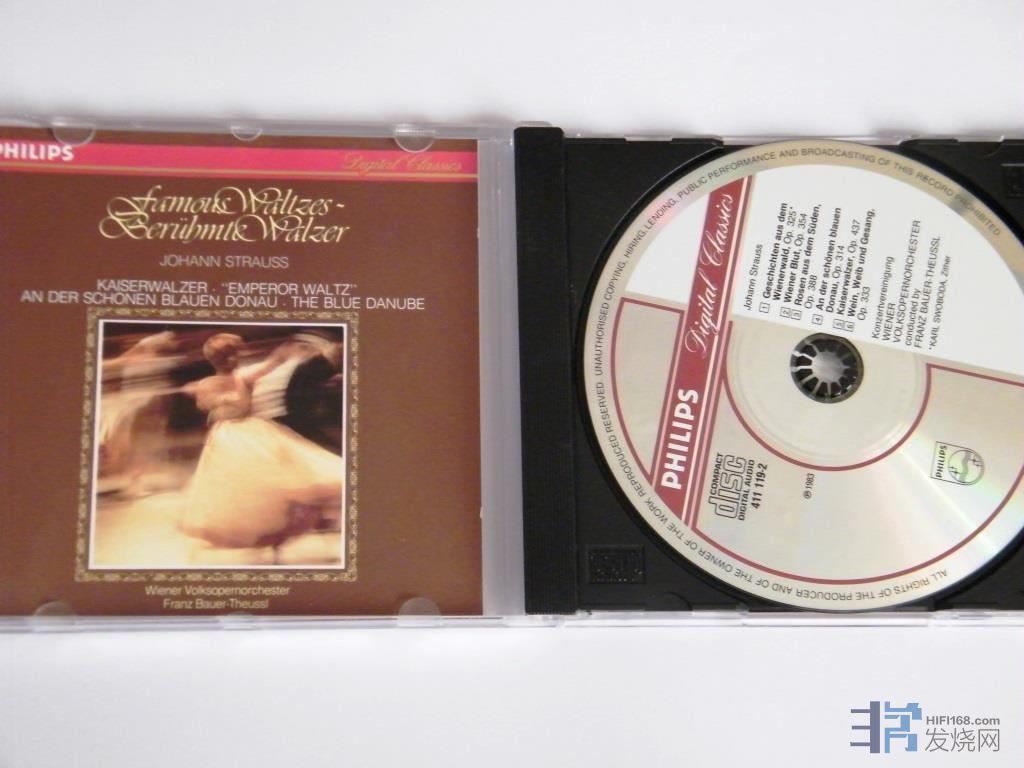 PHILIPS
Digital Classics
Famous Waltzes-
Berühmte Walzer
JOHANN STRAUSS
KAISERWALZER · "EMPEROR WALTZ"
AN DER SCHÖNEN BLAUEN DONAU · THE BLUE DANUBE
Wiener Volksopernorchester
Franz Bauer-Theussl
PHILIPS
Digital Classics
Johann Strauss
1 Geschichten aus dem
Wienerwald, Op. 325*
2 Wiener Blut, Op. 354
3 Rosen aus dem Süden,
Op. 388
4 An der schönen blauen
Donau, Op. 314
5 Kaiserwalzer, Op. 437
6 Wein, Weib und Gesang,
Op. 333
Konzertvereinigung
WIENER
VOLKSOPERNORCHESTER
conducted by
FRANZ BAUER-THEUSSL
*KARL SWOBODA, Zither
COMPACT
disc
DIGITAL AUDIO
411 119-2
℗ 1983
PHILIPS
ALL RIGHTS OF THE PRODUCER AND OF THE OWNER OF THE WORK REPRODUCED RESERVED. UNAUTHORISED COPYING, HIRING, LENDING, PUBLIC PERFORMANCE AND BROADCASTING OF THIS RECORD PROHIBITED
HIFI168.com
发烧网